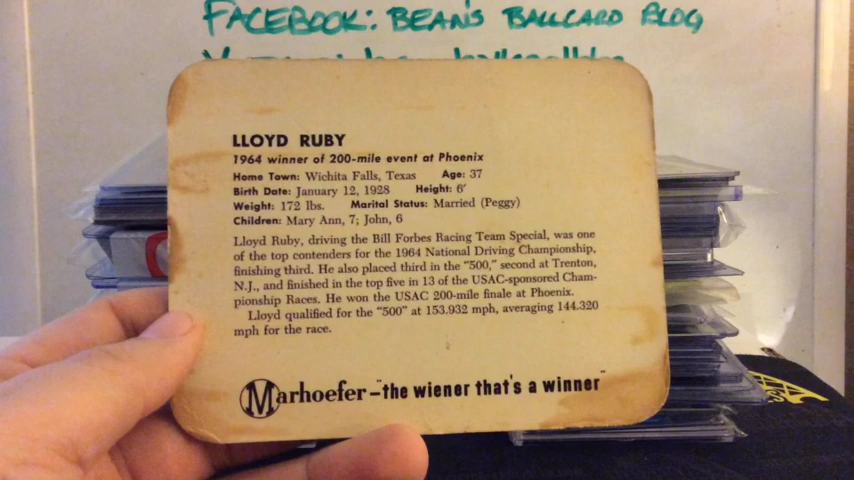 FACEBOOK: BEAN'S BALLCARD BLOG
LLOYD RUBY
1964 winner of 200-mile event at Phoenix
Home Town: Wichita Falls, Texas Age: 37
Birth Date: January 12, 1928 Height: 6'
Weight: 172 lbs. Marital Status: Married (Peggy)
Children: Mary Ann, 7; John, 6
Lloyd Ruby, driving the Bill Forbes Racing Team Special, was one
of the top contenders for the 1964 National Driving Championship,
finishing third. He also placed third in the "500," second at Trenton,
N.J., and finished in the top five in 13 of the USAC-sponsored Cham-
pionship Races. He won the USAC 200-mile finale at Phoenix.
Lloyd qualified for the "500" at 153.932 mph, averaging 144.320
mph for the race.
Marhoefer – "the wiener that's a winner"